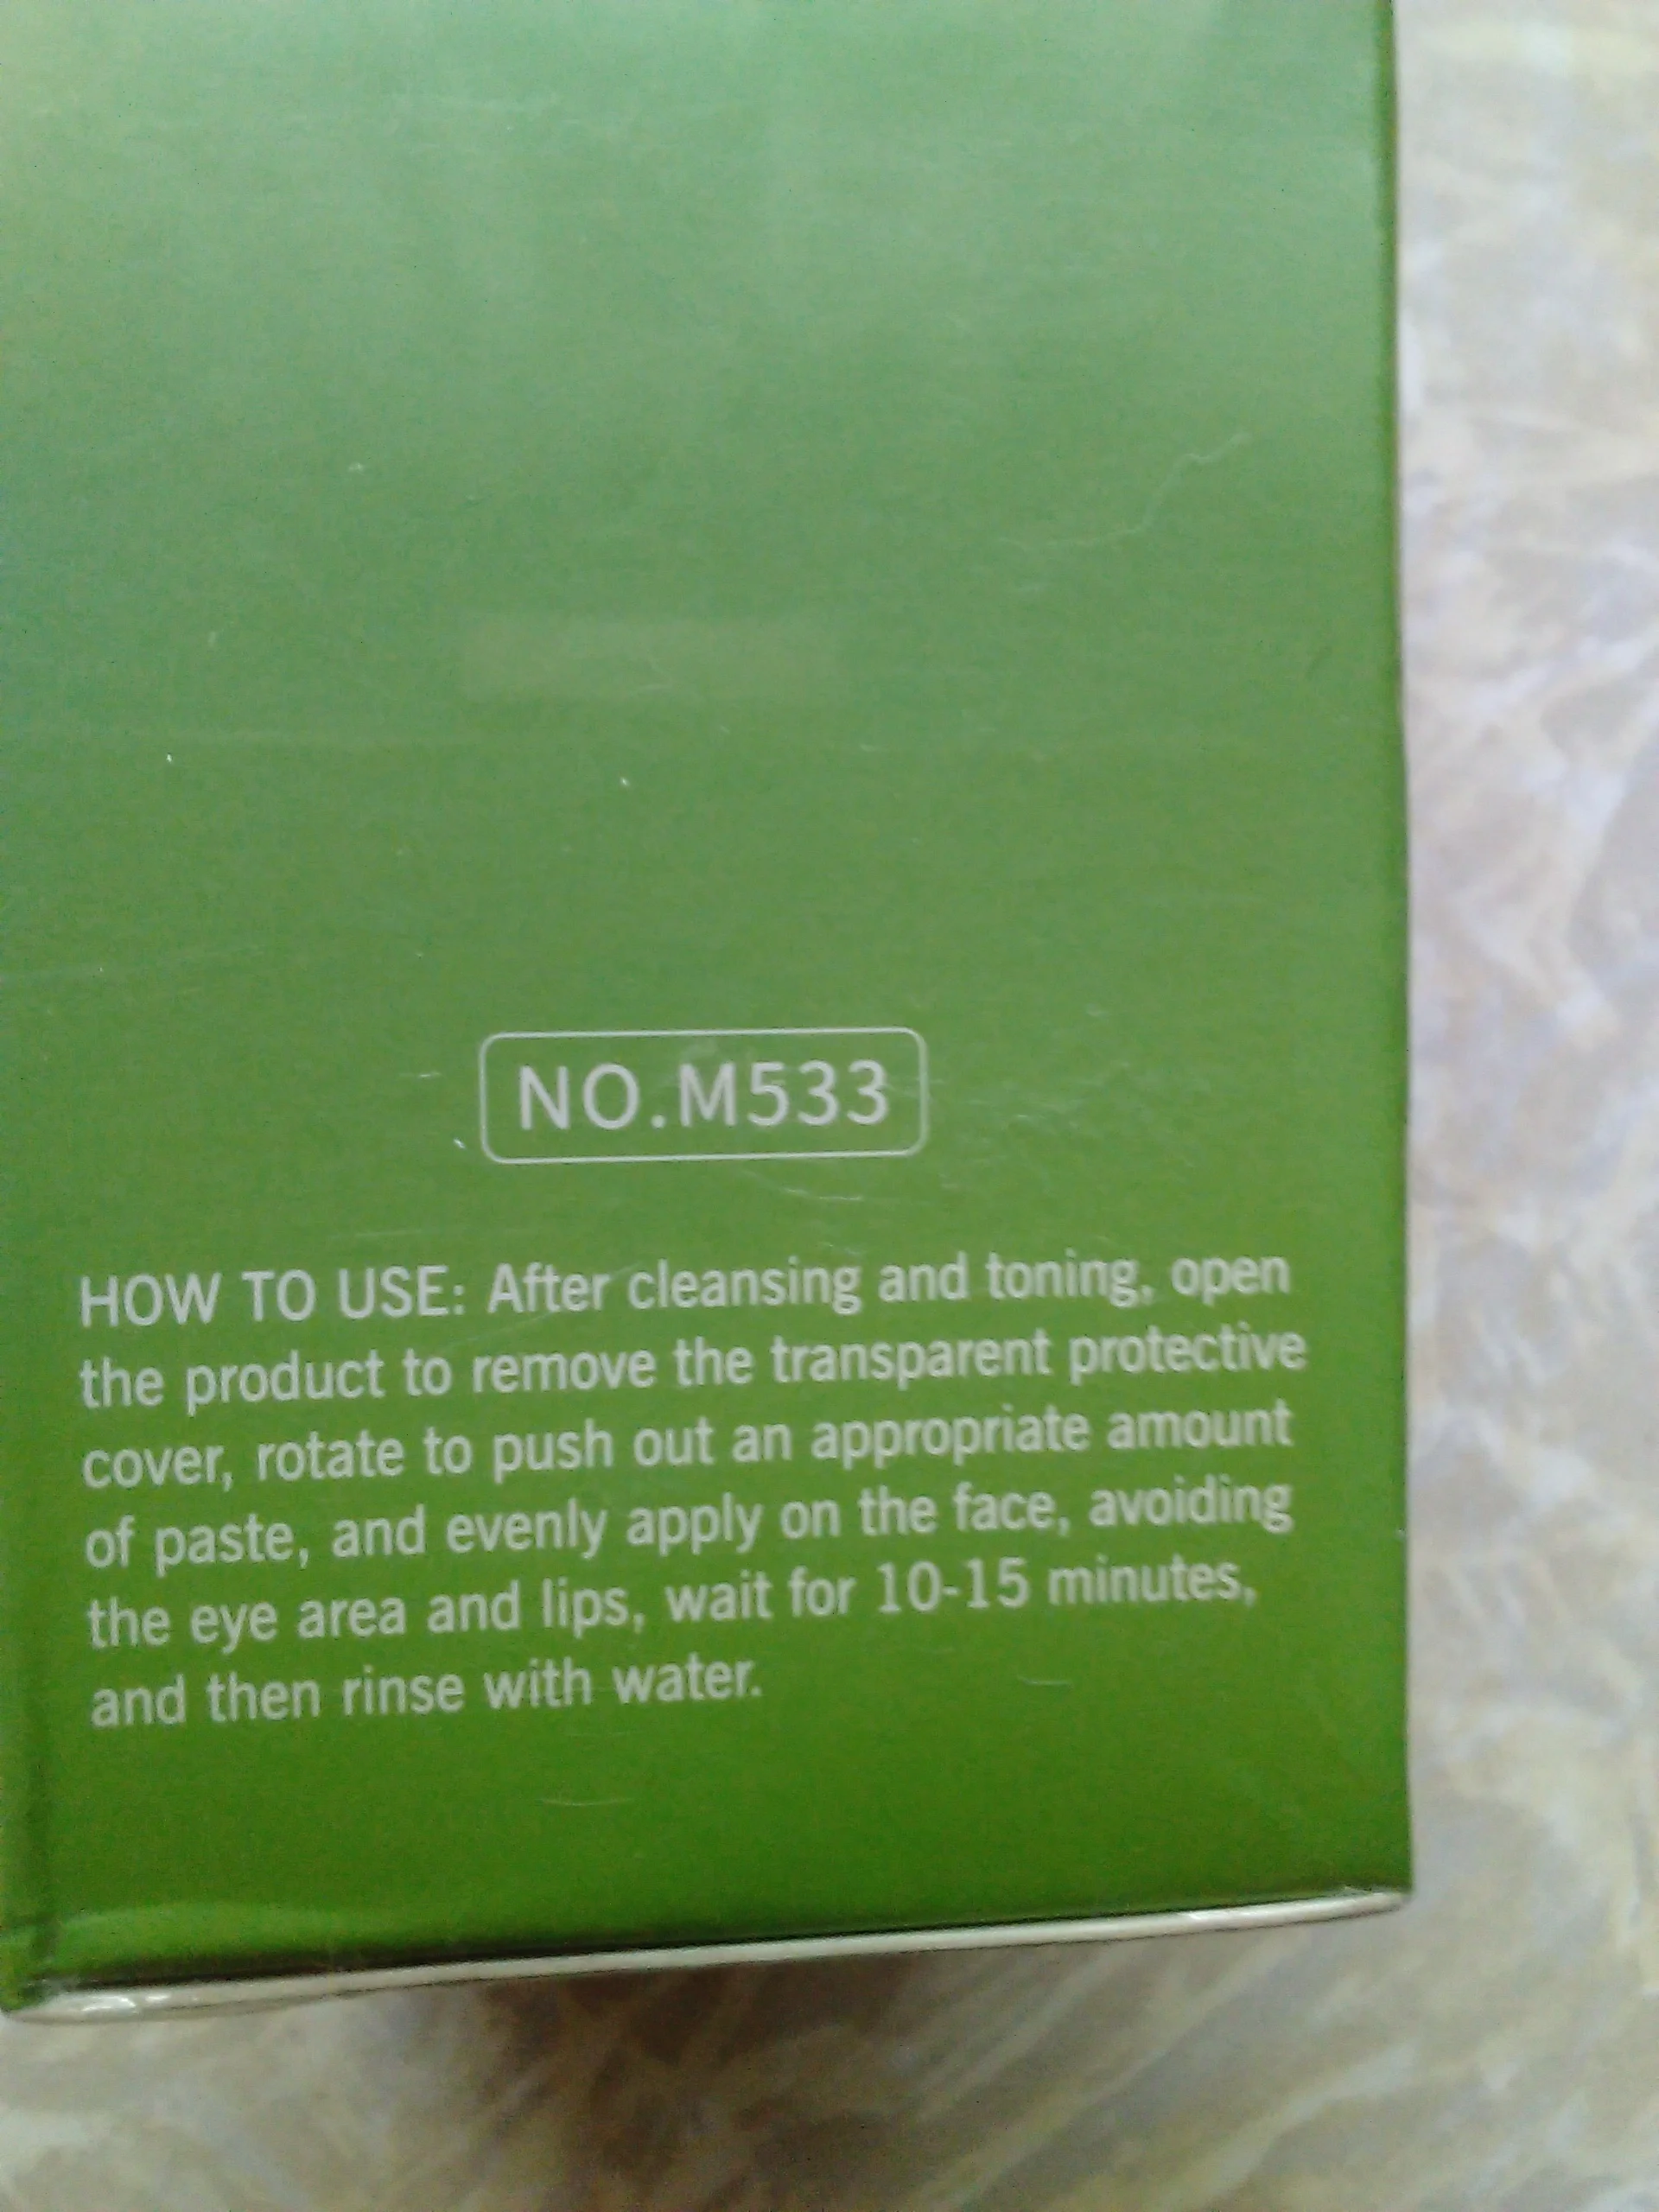 NO.M533
HOW TO USE: After cleansing and toning, open
the product to remove the transparent protective
cover, rotate to push out an appropriate amount
of paste, and evenly apply on the face, avoiding
the eye area and lips, wait for 10-15 minutes,
and then rinse with water.